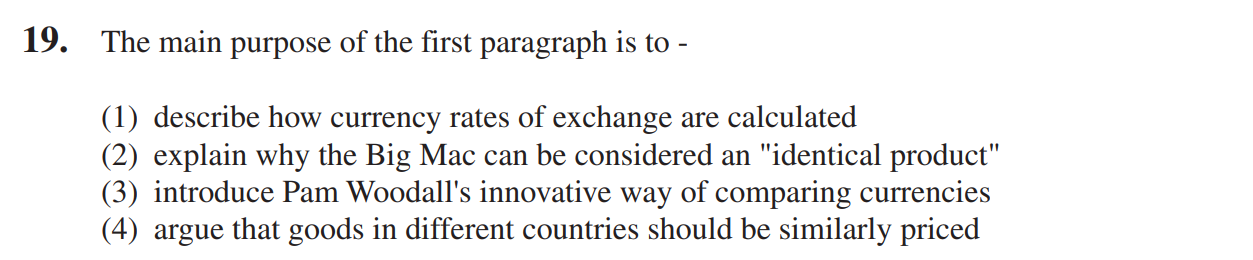 19. The main purpose of the first paragraph is to -
(1) describe how currency rates of exchange are calculated
(2) explain why the Big Mac can be considered an "identical product"
(3) introduce Pam Woodall's innovative way of comparing currencies
(4) argue that goods in different countries should be similarly priced